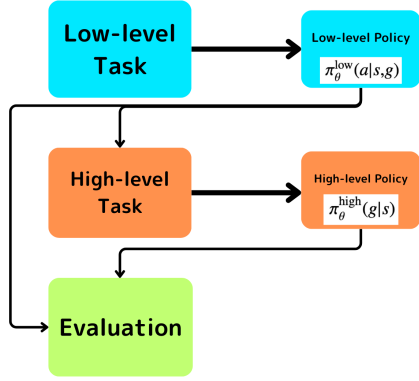 Low-level
Task
Low-level Policy
π_θ^low(a|s,g)
High-level
Task
High-level Policy
π_θ^high(g|s)
Evaluation